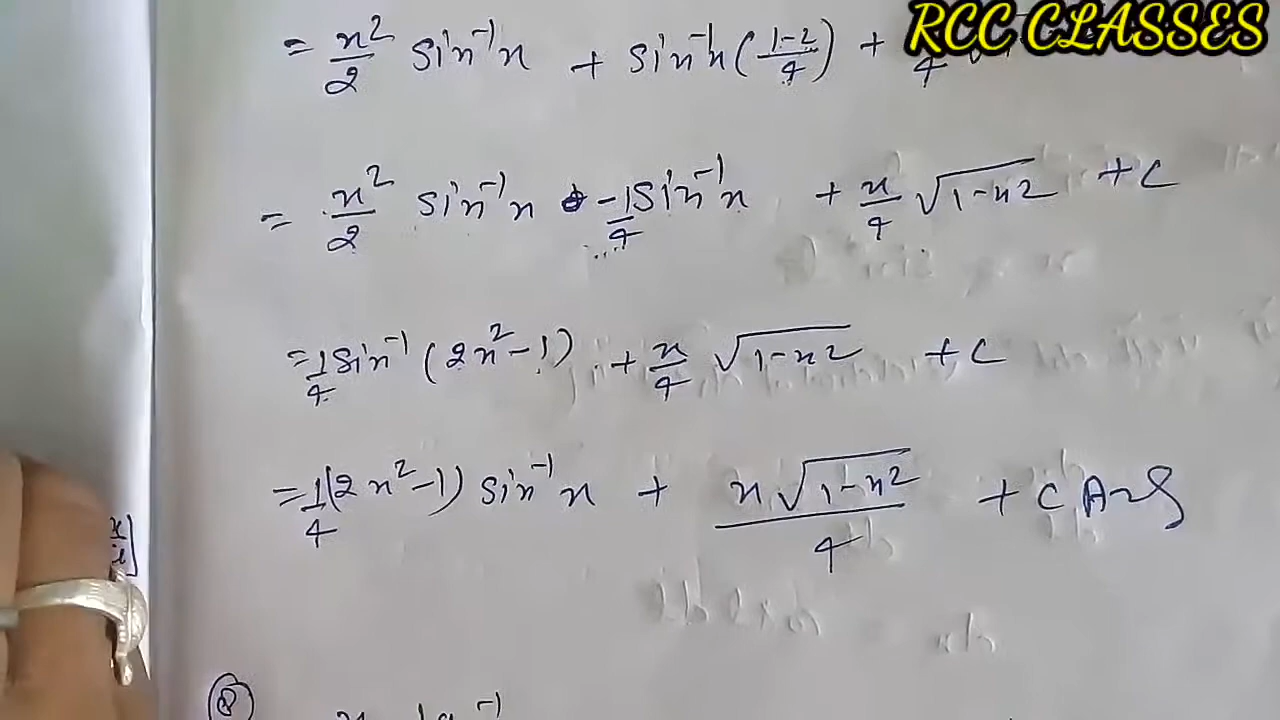 RCC CLASSES
= x²/2 sin⁻¹x + sin⁻¹x (1-2/4) +
= x²/2 sin⁻¹x -1/4 sin⁻¹x + x/4 √1-x2 + C
= 1/4 sin⁻¹ (2x²-1) + x/4 √1-x2 + C
= 1/4 (2x²-1) sin⁻¹x + x√1-x2/4 + C Ans
8